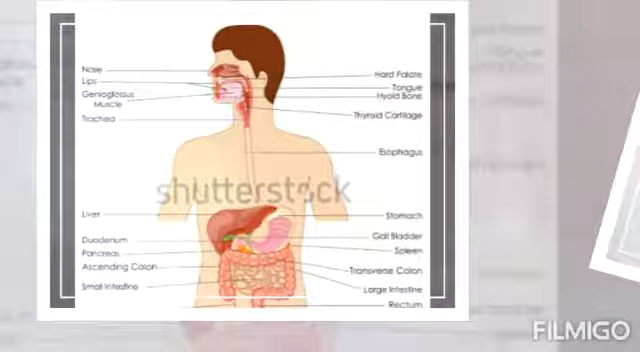 Nose
Lips
Genioglossus
Muscle
Trachea
Liver
Duodenum
Pancreas
Ascending Colon
Small Intestine
Hard Palate
Tongue
Hyoid Bone
Thyroid Cartilage
Esophagus
Stomach
Gall Bladder
Spleen
Transverse Colon
Large Intestine
Rectum
shutterstock
FILMIGO